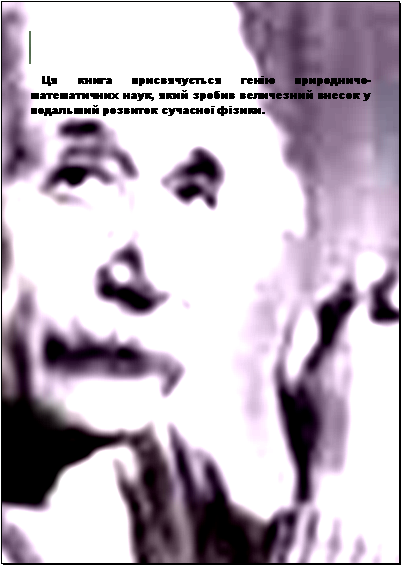 Ця книга присвячується генію природничо-
математичних наук, який зробив величезний внесок у
подальший розвиток сучасної фізики.